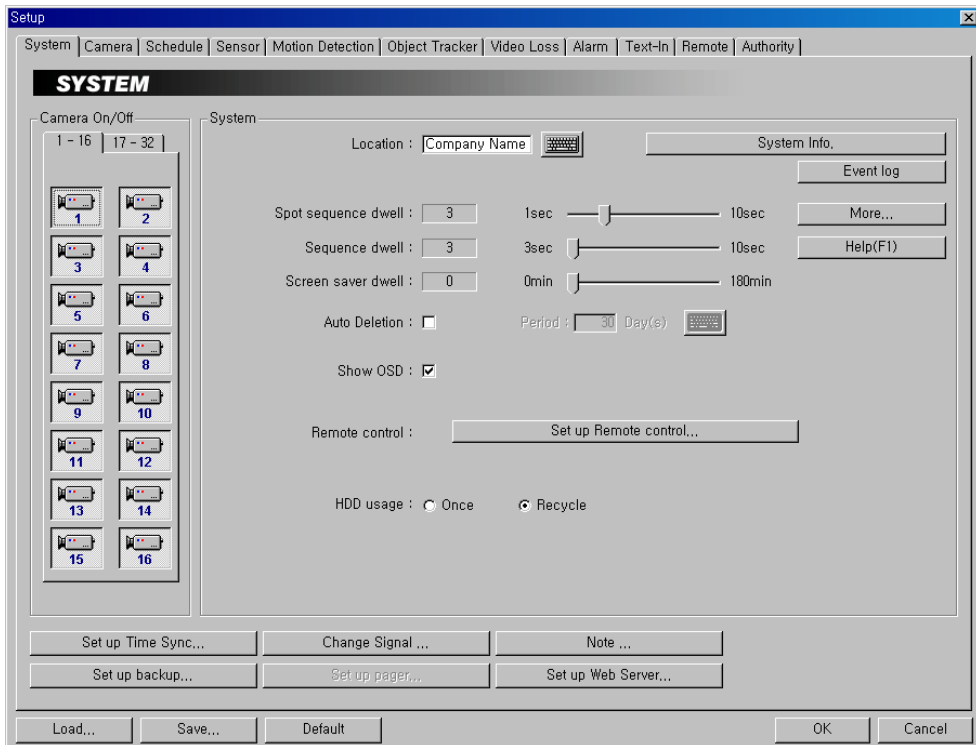 Setup
System Camera Schedule Sensor Motion Detection Object Tracker Video Loss Alarm Text-In Remote Authority
SYSTEM
Camera On/Off
1 - 16 17 - 32
1 2
3 4
5 6
7 8
9 10
11 12
13 14
15 16
System
Location : Company Name System Info.
Event log
Spot sequence dwell : 3 1sec 10sec More...
Sequence dwell : 3 3sec 10sec Help(F1)
Screen saver dwell : 0 0min 180min
Auto Deletion : Period : 30 Day(s)
Show OSD :
Remote control : Set up Remote control...
HDD usage : Once Recycle
Set up Time Sync... Change Signal ... Note ...
Set up backup... Set up pager... Set up Web Server...
Load... Save... Default OK Cancel